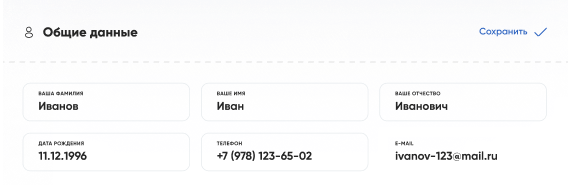 Общие данные
Сохранить
ВАША ФАМИЛИЯ
Иванов
ВАШЕ ИМЯ
Иван
ВАШЕ ОТЧЕСТВО
Иванович
ДАТА РОЖДЕНИЯ
11.12.1996
ТЕЛЕФОН
+7 (978) 123-65-02
E-MAIL
ivanov-123@mail.ru